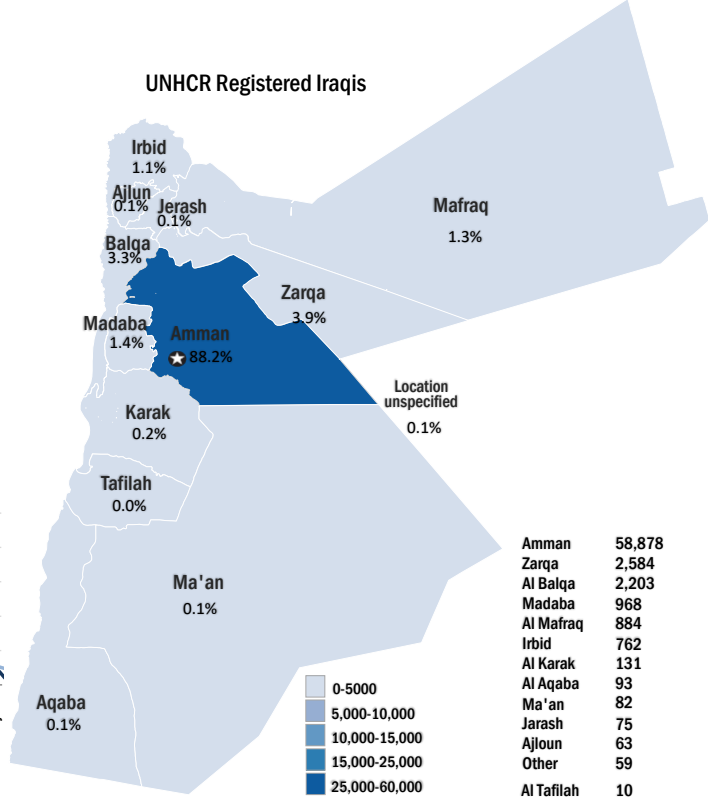 UNHCR Registered Iraqis
Irbid
1.1%
Ajlun
0.1%
Jerash
0.1%
Mafraq
1.3%
Balqa
3.3%
Zarqa
3.9%
Madaba
1.4%
Amman
88.2%
Location
unspecified
0.1%
Karak
0.2%
Tafilah
0.0%
Ma'an
0.1%
Aqaba
0.1%
0-5000
5,000-10,000
10,000-15,000
15,000-25,000
25,000-60,000
Amman 58,878
Zarqa 2,584
Al Balqa 2,203
Madaba 968
Al Mafraq 884
Irbid 762
Al Karak 131
Al Aqaba 93
Ma'an 82
Jarash 75
Ajloun 63
Other 59
Al Tafilah 10